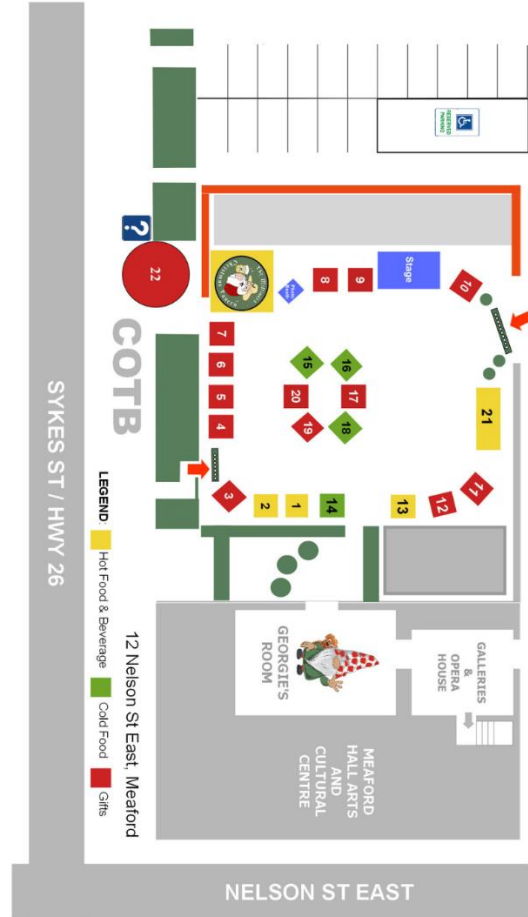 RESERVED
PARKING
?
22
Stage
8
9
10
7
6
5
4
15
16
20
17
19
18
21
3
2
1
14
13
12
11
COTB
SYKES ST / HWY 26
LEGEND:
Hot Food & Beverage
Cold Food
Gifts
12 Nelson St East, Meaford
GEORGIE'S
ROOM
GALLERIES
&
OPERA
HOUSE
MEAFORD
HALL ARTS
AND
CULTURAL
CENTRE
NELSON ST EAST